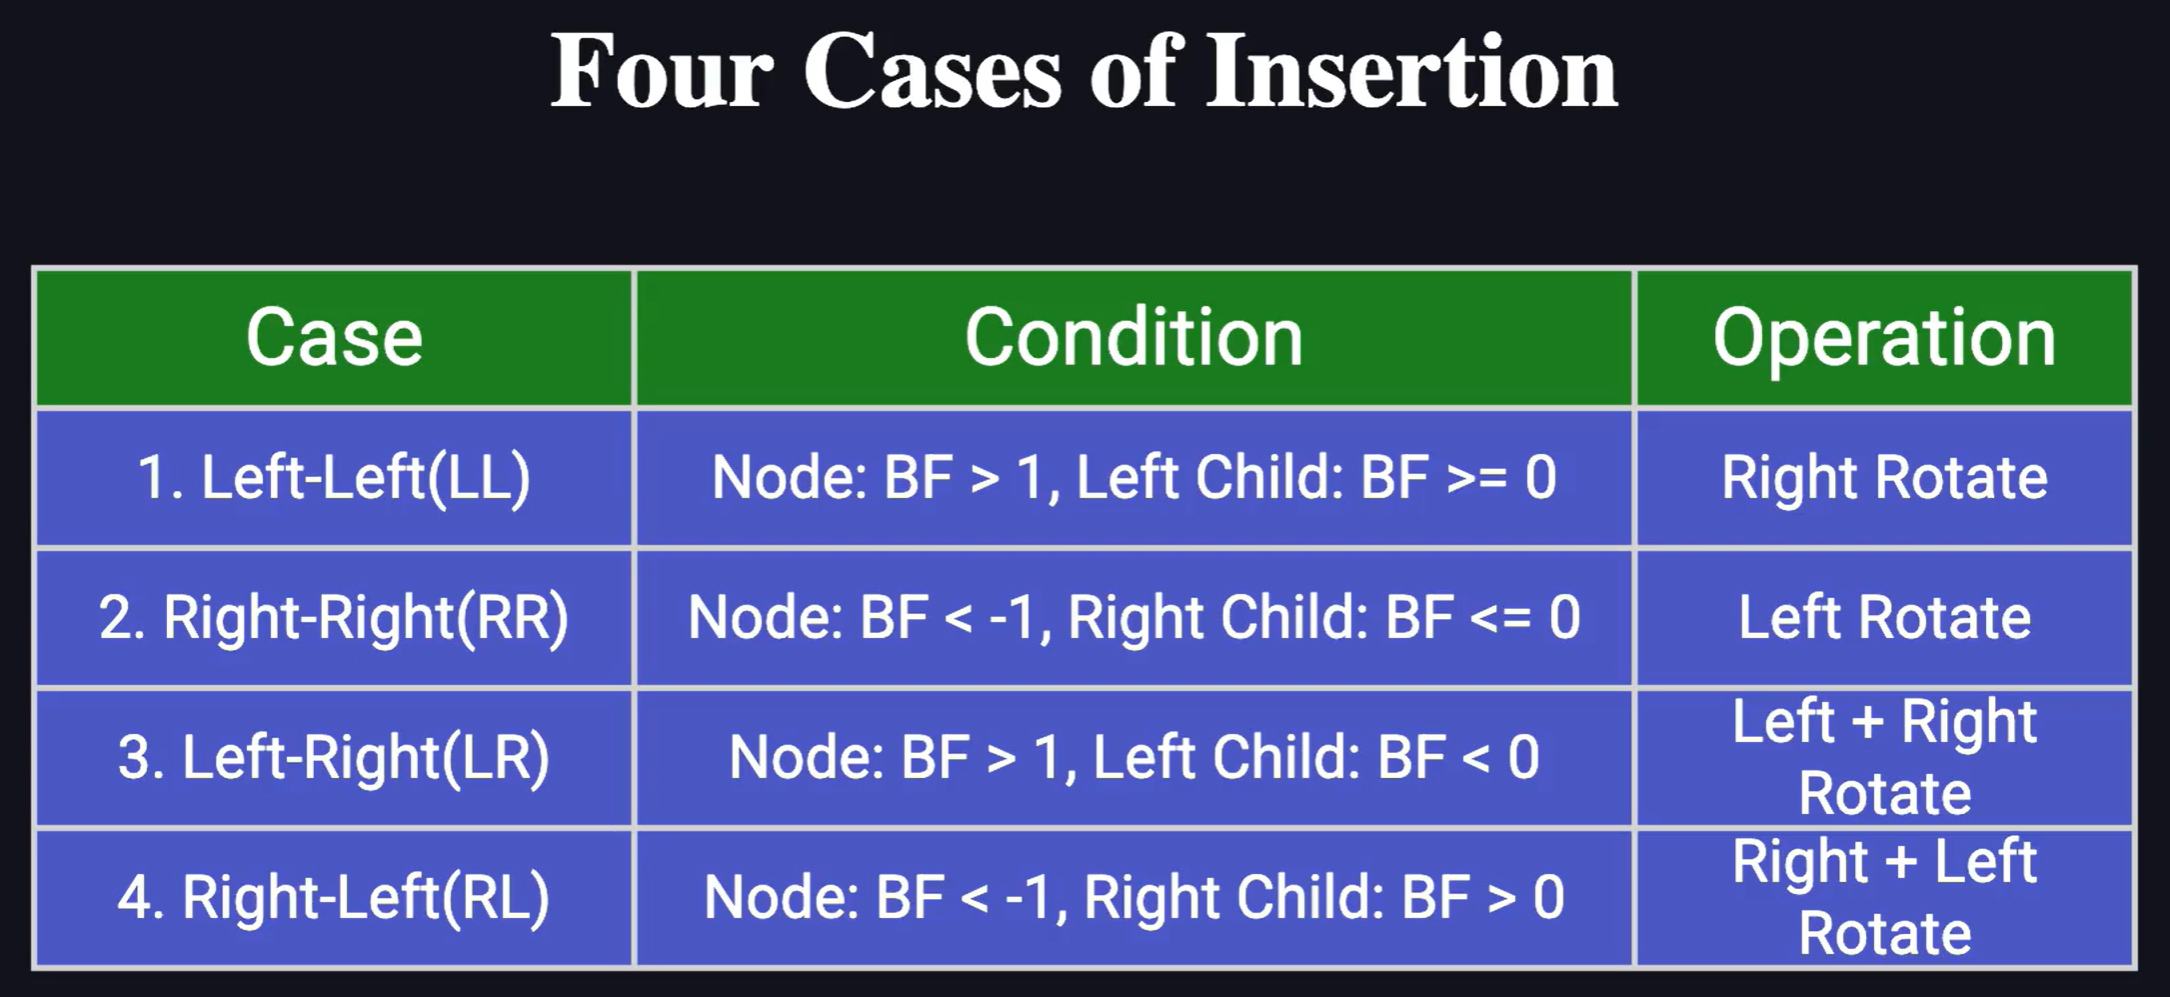 Four Cases of Insertion
Case Condition Operation
1. Left-Left(LL) Node: BF > 1, Left Child: BF >= 0 Right Rotate
2. Right-Right(RR) Node: BF < -1, Right Child: BF <= 0 Left Rotate
3. Left-Right(LR) Node: BF > 1, Left Child: BF < 0 Left + Right
Rotate
4. Right-Left(RL) Node: BF < -1, Right Child: BF > 0 Right + Left
Rotate